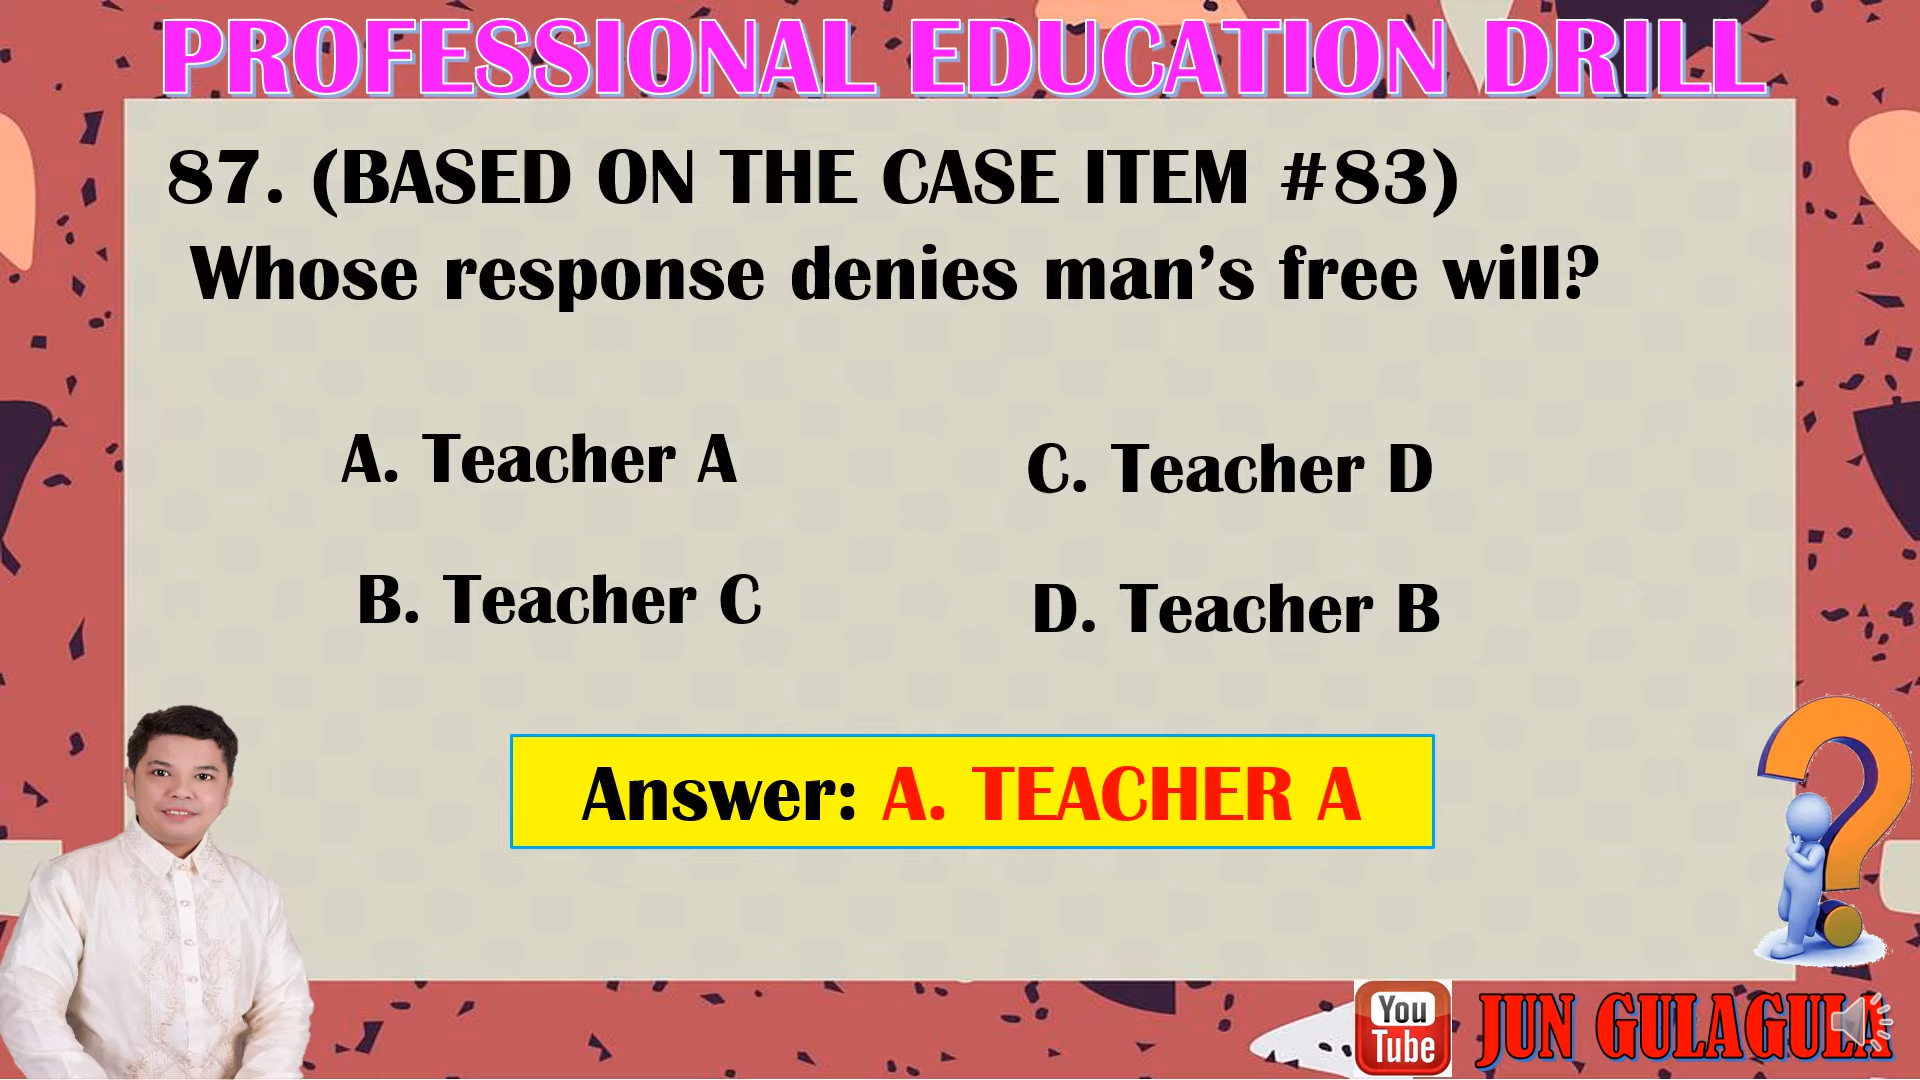 PROFESSIONAL EDUCATION DRILL
87. (BASED ON THE CASE ITEM #83)
Whose response denies man’s free will?
A. Teacher A
C. Teacher D
B. Teacher C
D. Teacher B
Answer: A. TEACHER A
You
Tube
JUN GULAGULA